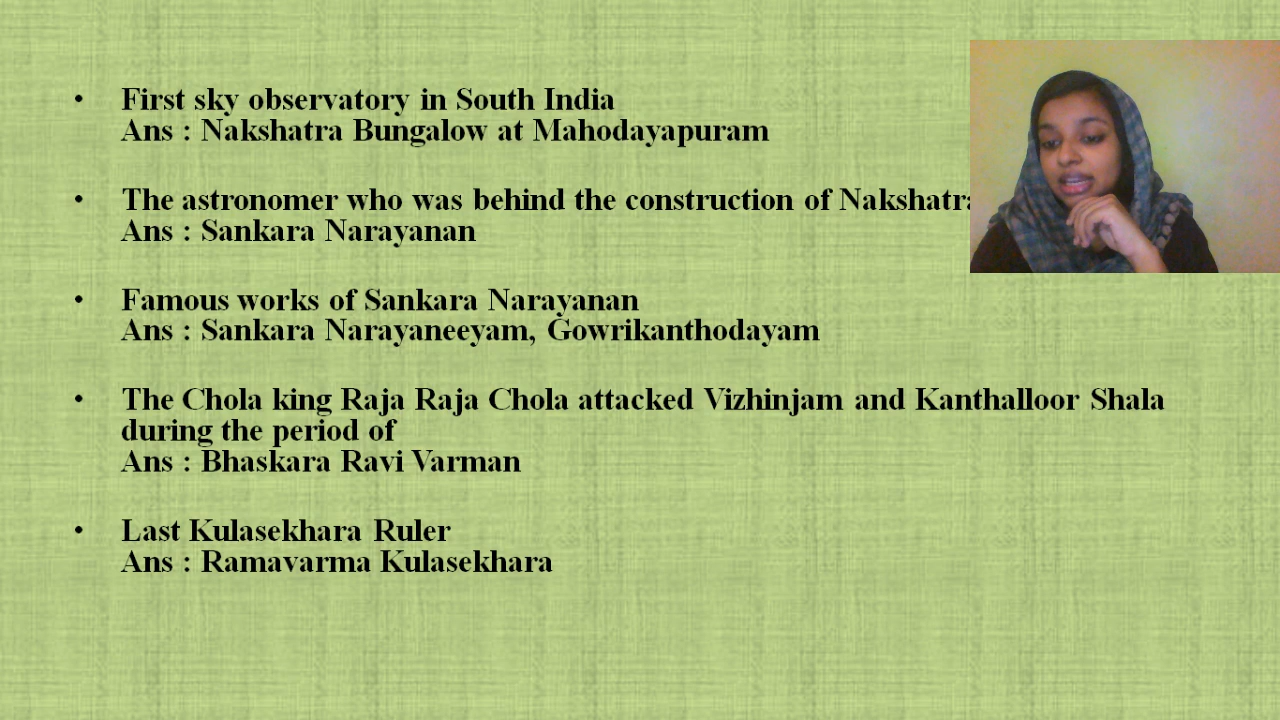 • First sky observatory in South India
Ans : Nakshatra Bungalow at Mahodayapuram
• The astronomer who was behind the construction of
Ans : Sankara Narayanan
• Famous works of Sankara Narayanan
Ans : Sankara Narayaneeyam, Gowrikanthodayam
• The Chola king Raja Raja Chola attacked Vizhinjam and Kanthalloor Shala
during the period of
Ans : Bhaskara Ravi Varman
• Last Kulasekhara Ruler
Ans : Ramavarma Kulasekhara